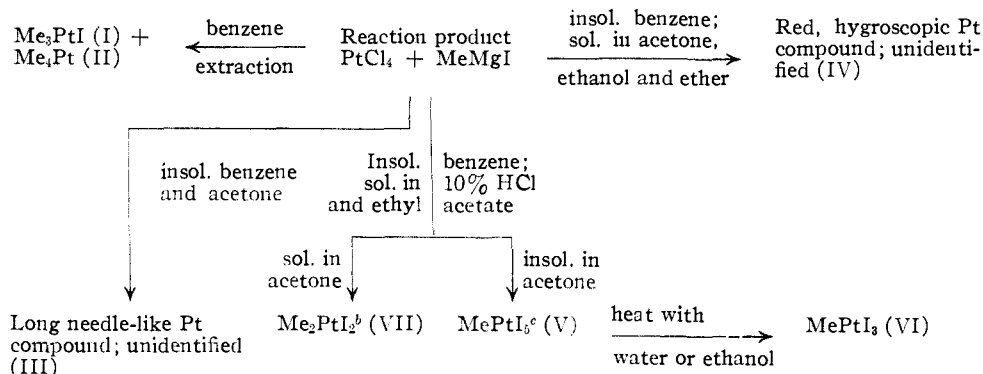 Me₃PtI (I) +
Me₄Pt (II)
benzene
extraction
Reaction product
PtCl₄ + MeMgI
insol. benzene;
sol. in acetone,
ethanol and ether
Red, hygroscopic Pt
compound; unidenti-
fied (IV)
insol. benzene
and acetone
Insol. benzene;
sol. in 10% HCl
and ethyl acetate
sol. in
acetone
insol. in
acetone
Long needle-like Pt
compound; unidentified
(III)
Me₂PtI₂ᵇ (VII)
MePtI₅ᶜ (V)
heat with
water or ethanol
MePtI₃ (VI)